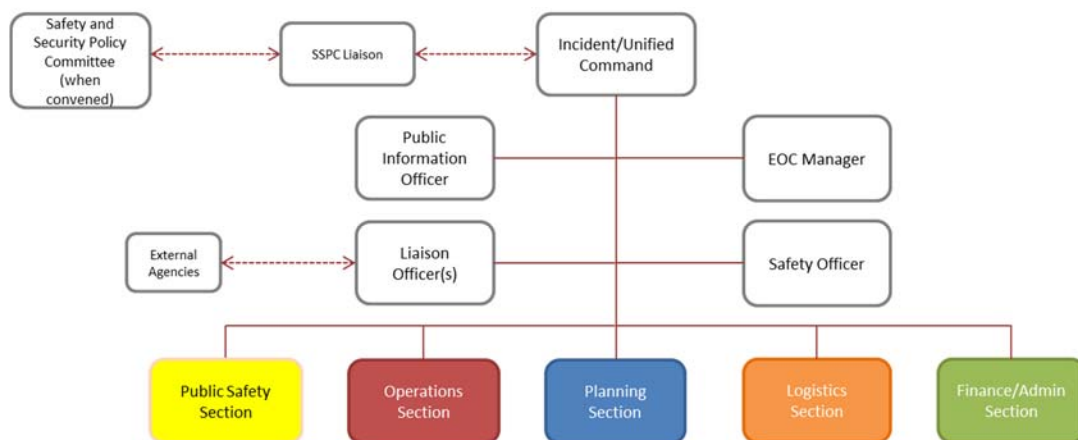 Safety and
Security Policy
Committee
(when
convened)
SSPC Liaison
Incident/Unified
Command
Public
Information
Officer
EOC Manager
External
Agencies
Liaison
Officer(s)
Safety Officer
Public Safety
Section
Operations
Section
Planning
Section
Logistics
Section
Finance/Admin
Section